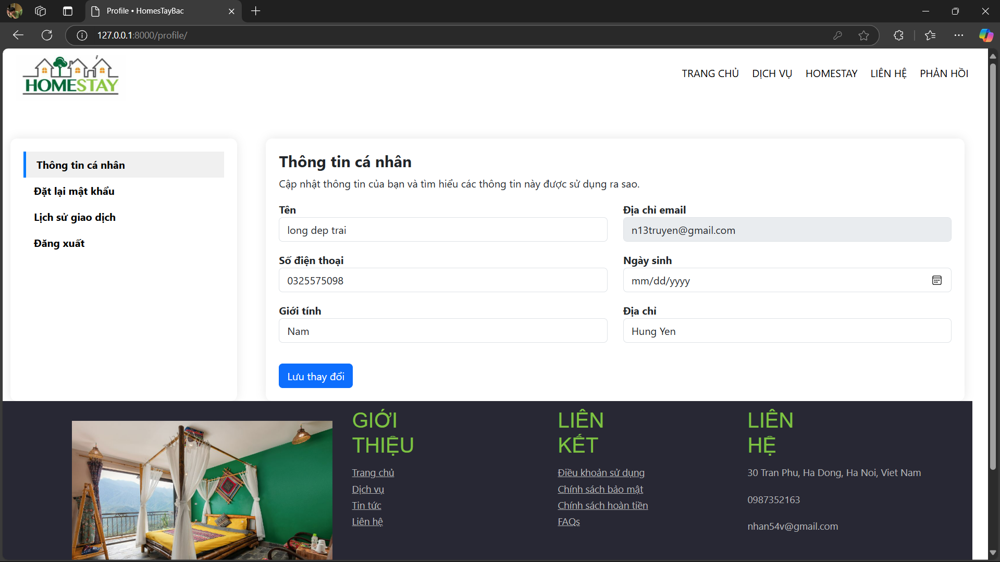 Profile • HomesTayBac
127.0.0.1:8000/profile/
HOMESTAY
TRANG CHỦ DỊCH VỤ HOMESTAY LIÊN HỆ PHẢN HỒI
Thông tin cá nhân
Đặt lại mật khẩu
Lịch sử giao dịch
Đăng xuất
Thông tin cá nhân
Cập nhật thông tin của bạn và tìm hiểu các thông tin này được sử dụng ra sao.
Tên
long dep trai
Địa chỉ email
n13truyen@gmail.com
Số điện thoại
0325575098
Ngày sinh
mm/dd/yyyy
Giới tính
Nam
Địa chỉ
Hung Yen
Lưu thay đổi
GIỚI
THIỆU
Trang chủ
Dịch vụ
Tin tức
Liên hệ
LIÊN
KẾT
Điều khoản sử dụng
Chính sách bảo mật
Chính sách hoàn tiền
FAQs
LIÊN
HỆ
30 Tran Phu, Ha Dong, Ha Noi, Viet Nam
0987352163
nhan54v@gmail.com